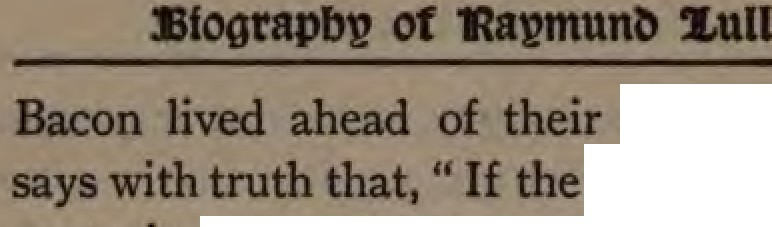 Biography of Raymund Lull
Bacon lived ahead of their
says with truth that, “ If the